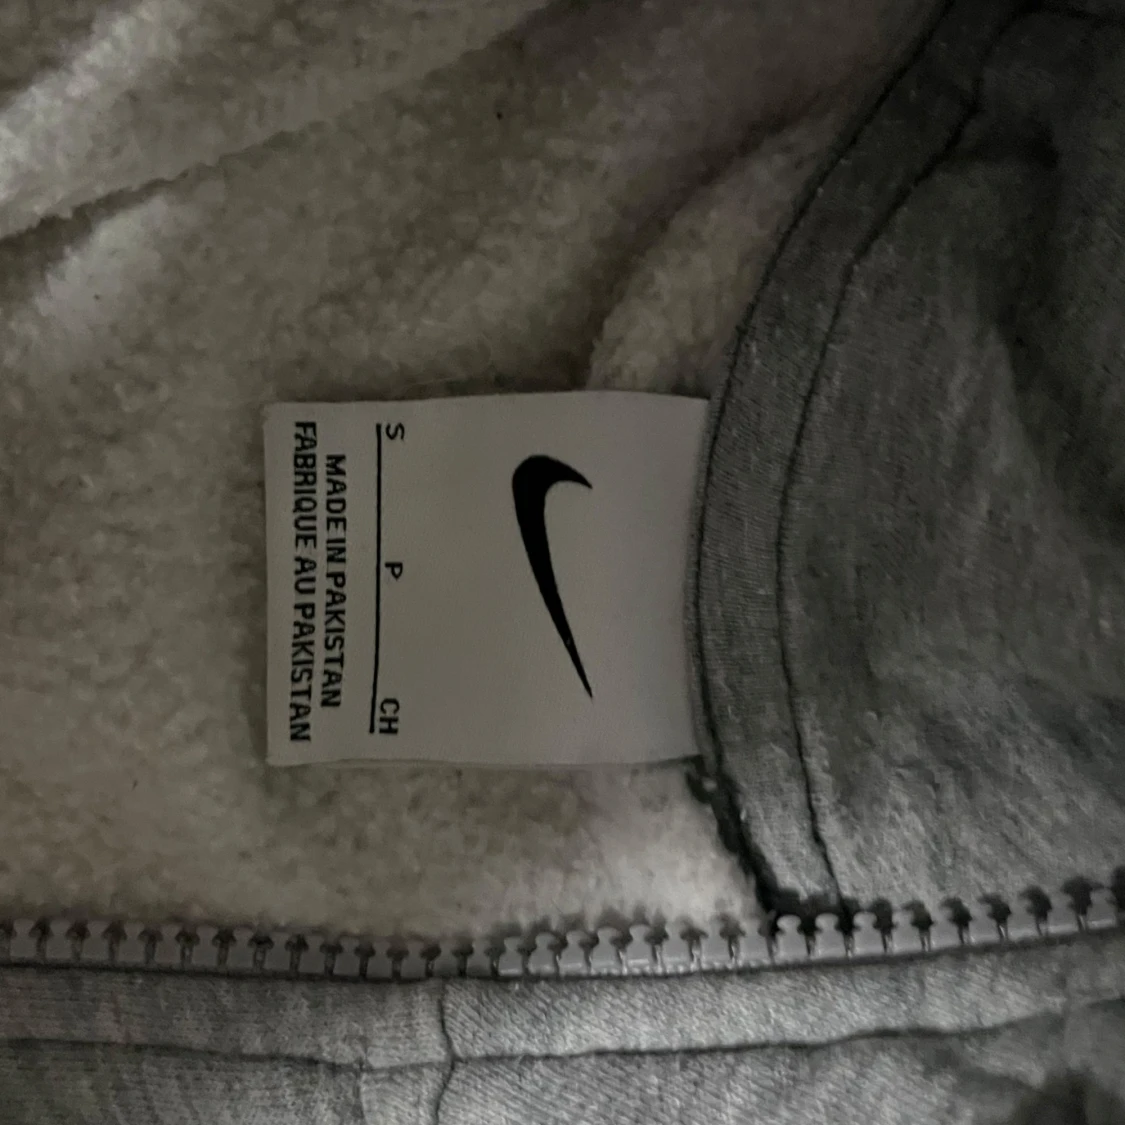 S P CH
MADE IN PAKISTAN
FABRIQUE AU PAKISTAN